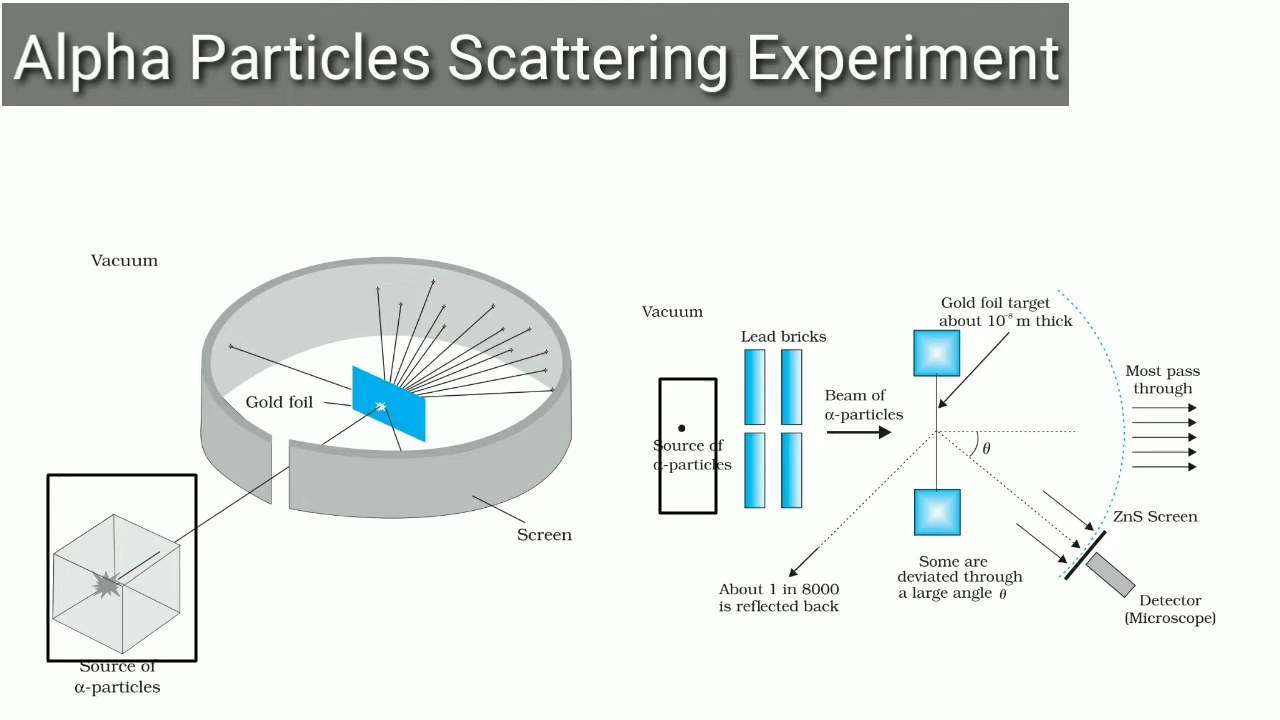 Alpha Particles Scattering Experiment
Vacuum
Gold foil
Screen
Source of
α-particles
Vacuum
Lead bricks
Source of
α-particles
Beam of
α-particles
Gold foil target
about 10⁻⁸ m thick
θ
Most pass
through
ZnS Screen
Detector
(Microscope)
Some are
deviated through
a large angle θ
About 1 in 8000
is reflected back